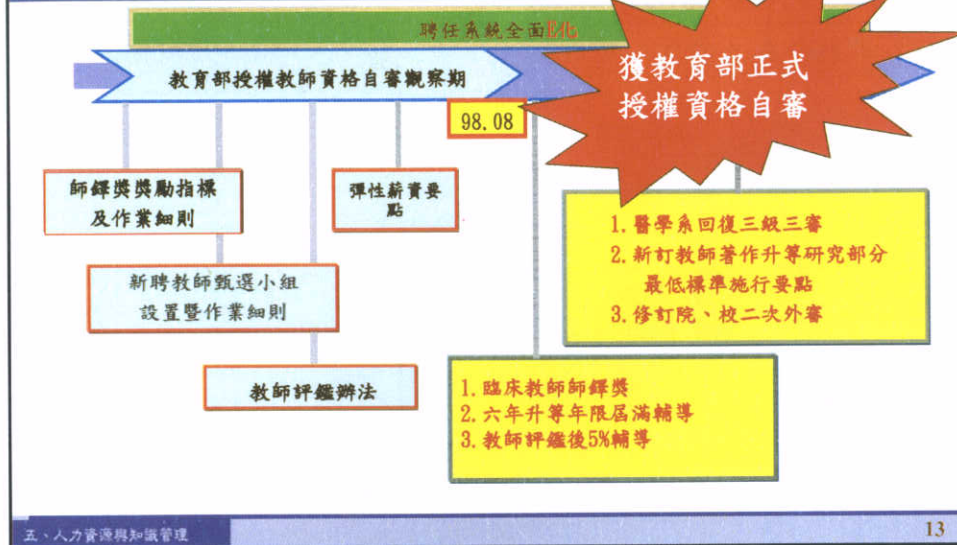 聘任系統全面E化
教育部授權教師資格自審觀察期
獲教育部正式
授權資格自審
98.08
師鐸獎獎勵指標
及作業細則
彈性薪資要
點
新聘教師甄選小組
設置暨作業細則
教師評鑑辦法
1.醫學系回復三級三審
2.新訂教師著作升等研究部分
最低標準施行要點
3.修訂院、校二次外審
1.臨床教師師鐸獎
2.六年升等年限屆滿輔導
3.教師評鑑後5%輔導
五、人力資源與知識管理
13